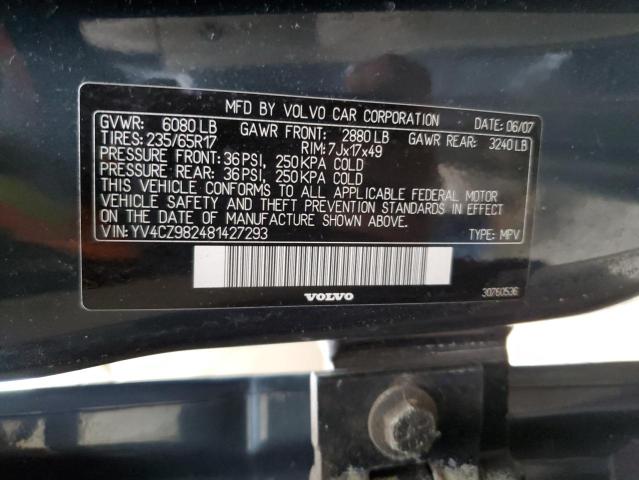 MFD BY VOLVO CAR CORPORATION DATE: 06/07
GVWR: 6080 LB GAWR FRONT: 2880 LB GAWR REAR: 3240 LB
TIRES: 235/65R17 RIM: 7Jx17x49
PRESSURE FRONT: 36 PSI, 250 KPA COLD
PRESSURE REAR: 36 PSI, 250 KPA COLD
THIS VEHICLE CONFORMS TO ALL APPLICABLE FEDERAL MOTOR
VEHICLE SAFETY AND THEFT PREVENTION STANDARDS IN EFFECT
ON THE DATE OF MANUFACTURE SHOWN ABOVE.
VIN: YV4CZ982481427293 TYPE: MPV
VOLVO 30760536